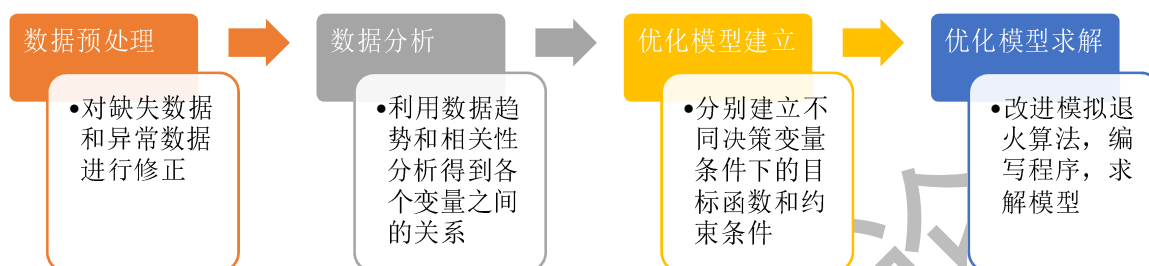 数据预处理
•对缺失数据
和异常数据
进行修正
数据分析
•利用数据趋
势和相关性
分析得到各
个变量之间
的关系
优化模型建立
•分别建立不
同决策变量
条件下的目
标函数和约
束条件
优化模型求解
•改进模拟退
火算法，编
写程序，求
解模型